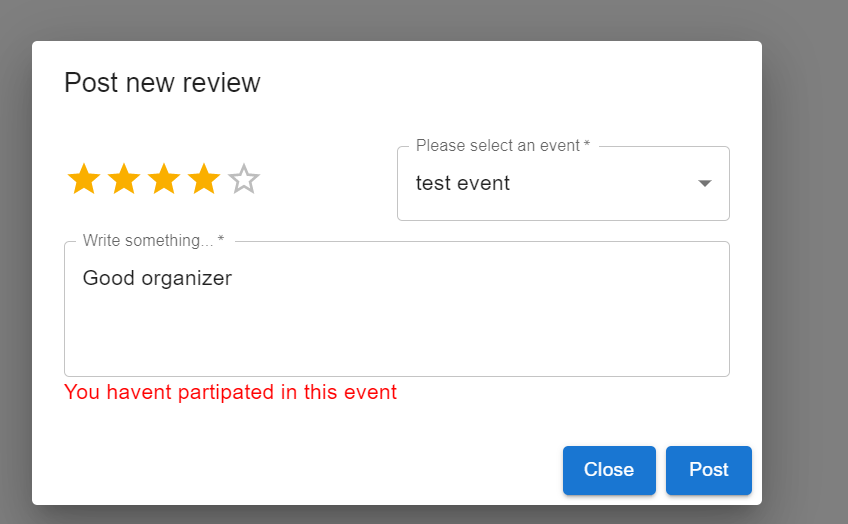 Post new review
Please select an event *
test event
Write something... *
Good organizer
You havent partipated in this event
Close
Post